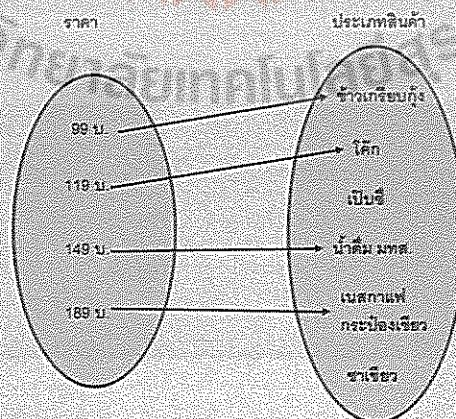 ราคา
ประเภทสินค้า
99 บ.
119 บ.
149 บ.
189 บ.
ข้าวเกรียบกุ้ง
โค๊ก
เป๊บซี่
น้ำดื่ม มทส.
เนสกาแฟ
กระป๋องเขียว
ชาเขียว